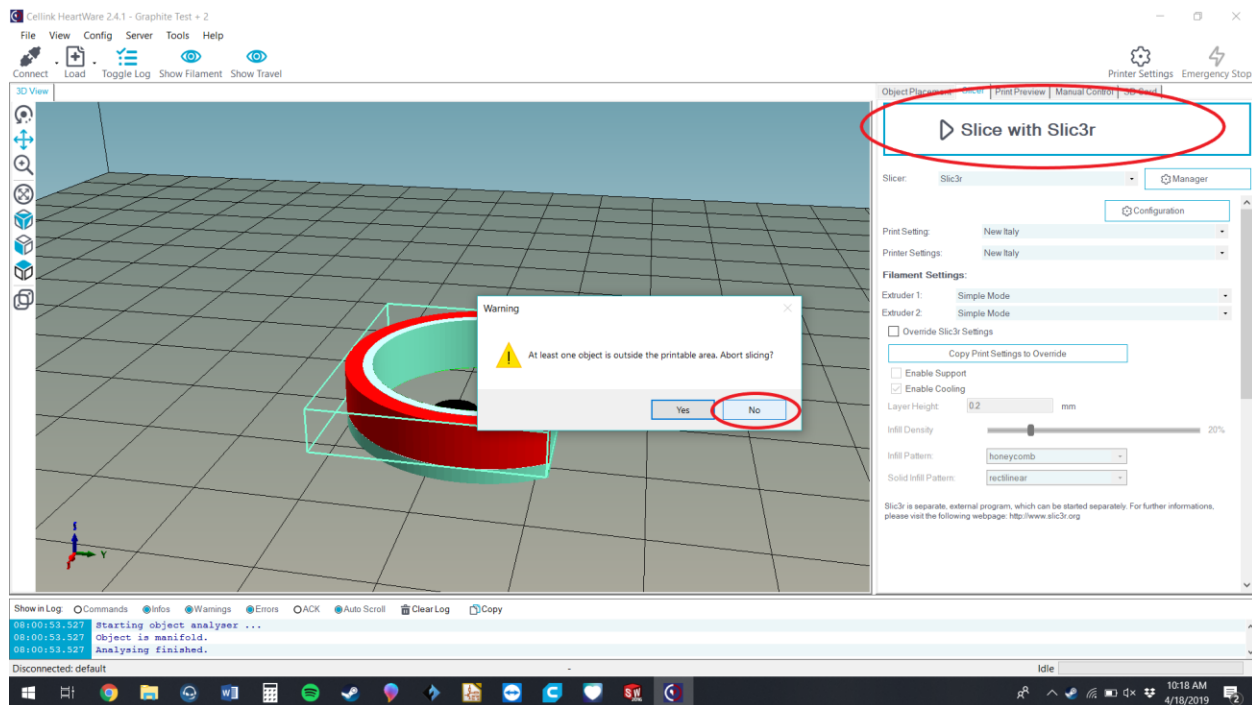 Cellink HeartWare 2.4.1 - Graphite Test + 2
File View Config Server Tools Help
Connect Load Toggle Log Show Filament Show Travel Printer Settings Emergency Stop
3D View
Object Placement Slicer Print Preview Manual Control SD Card
Slice with Slic3r
Slicer: Slic3r Manager
Configuration
Print Setting: New Italy
Printer Settings: New Italy
Filament Settings:
Extruder 1: Simple Mode
Extruder 2: Simple Mode
Override Slic3r Settings
Copy Print Settings to Override
Enable Support
Enable Cooling
Layer Height: 0.2 mm
Infill Density 20%
Infill Pattern: honeycomb
Solid Infill Pattern: rectilinear
Slic3r is separate, external program, which can be started separately. For further informations,
please visit the following webpage: http://www.slic3r.org
Warning
At least one object is outside the printable area. Abort slicing?
Yes No
Y
Show in Log: Commands Infos Warnings Errors ACK Auto Scroll Clear Log Copy
08:00:53.527 Starting object analyser ...
08:00:53.527 Object is manifold.
08:00:53.527 Analysing finished.
Disconnected: default - Idle
10:18 AM
4/18/2019
2